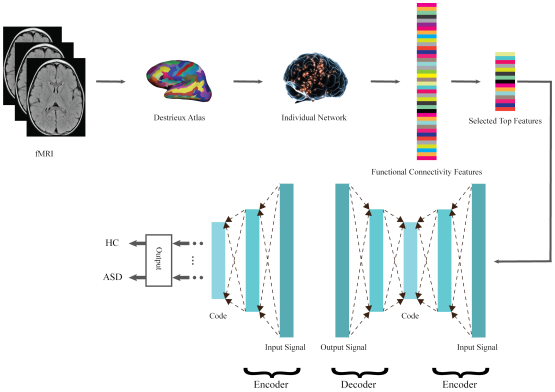 fMRI
Destrieux Atlas
Individual Network
Functional Connectivity Features
Selected Top Features
HC
ASD
Output
Code
Input Signal
Output Signal
Code
Input Signal
Encoder
Decoder
Encoder